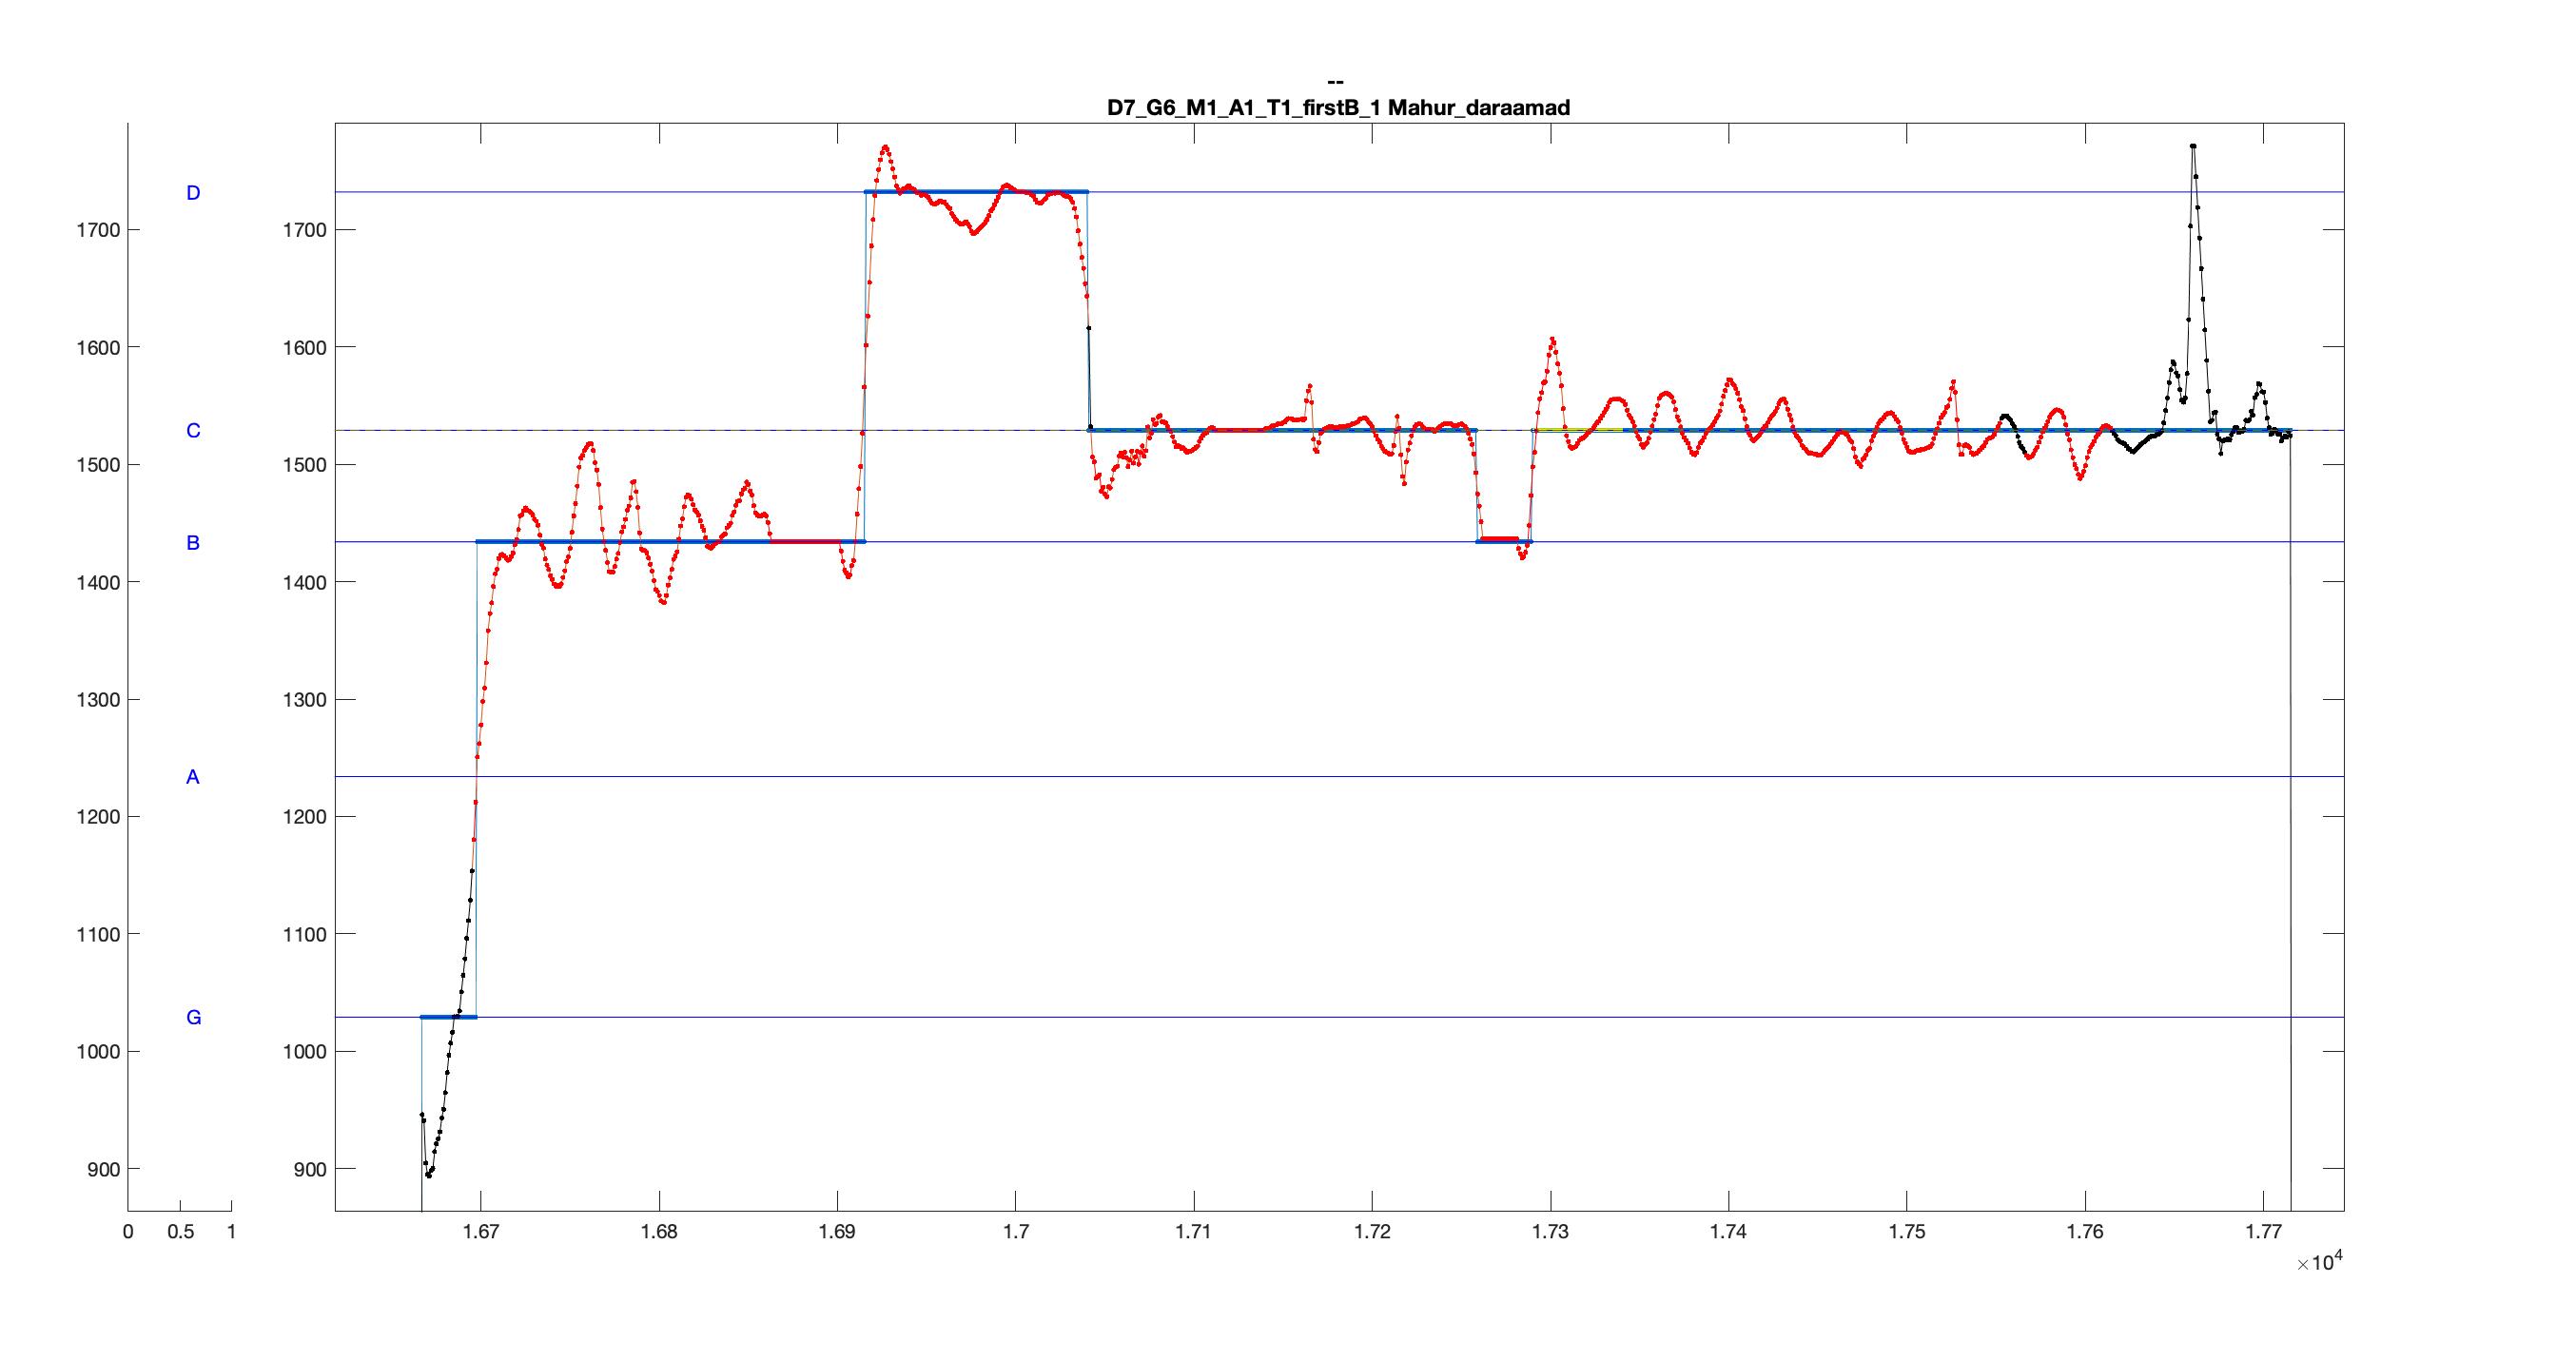 --
D7_G6_M1_A1_T1_firstB_1 Mahur_daraamad
D
1700 1700
1600 1600
C
1500 1500
B
1400 1400
1300 1300
A
1200 1200
1100 1100
G
1000 1000
900 900
0 0.5 1 1.67 1.68 1.69 1.7 1.71 1.72 1.73 1.74 1.75 1.76 1.77
×10⁴